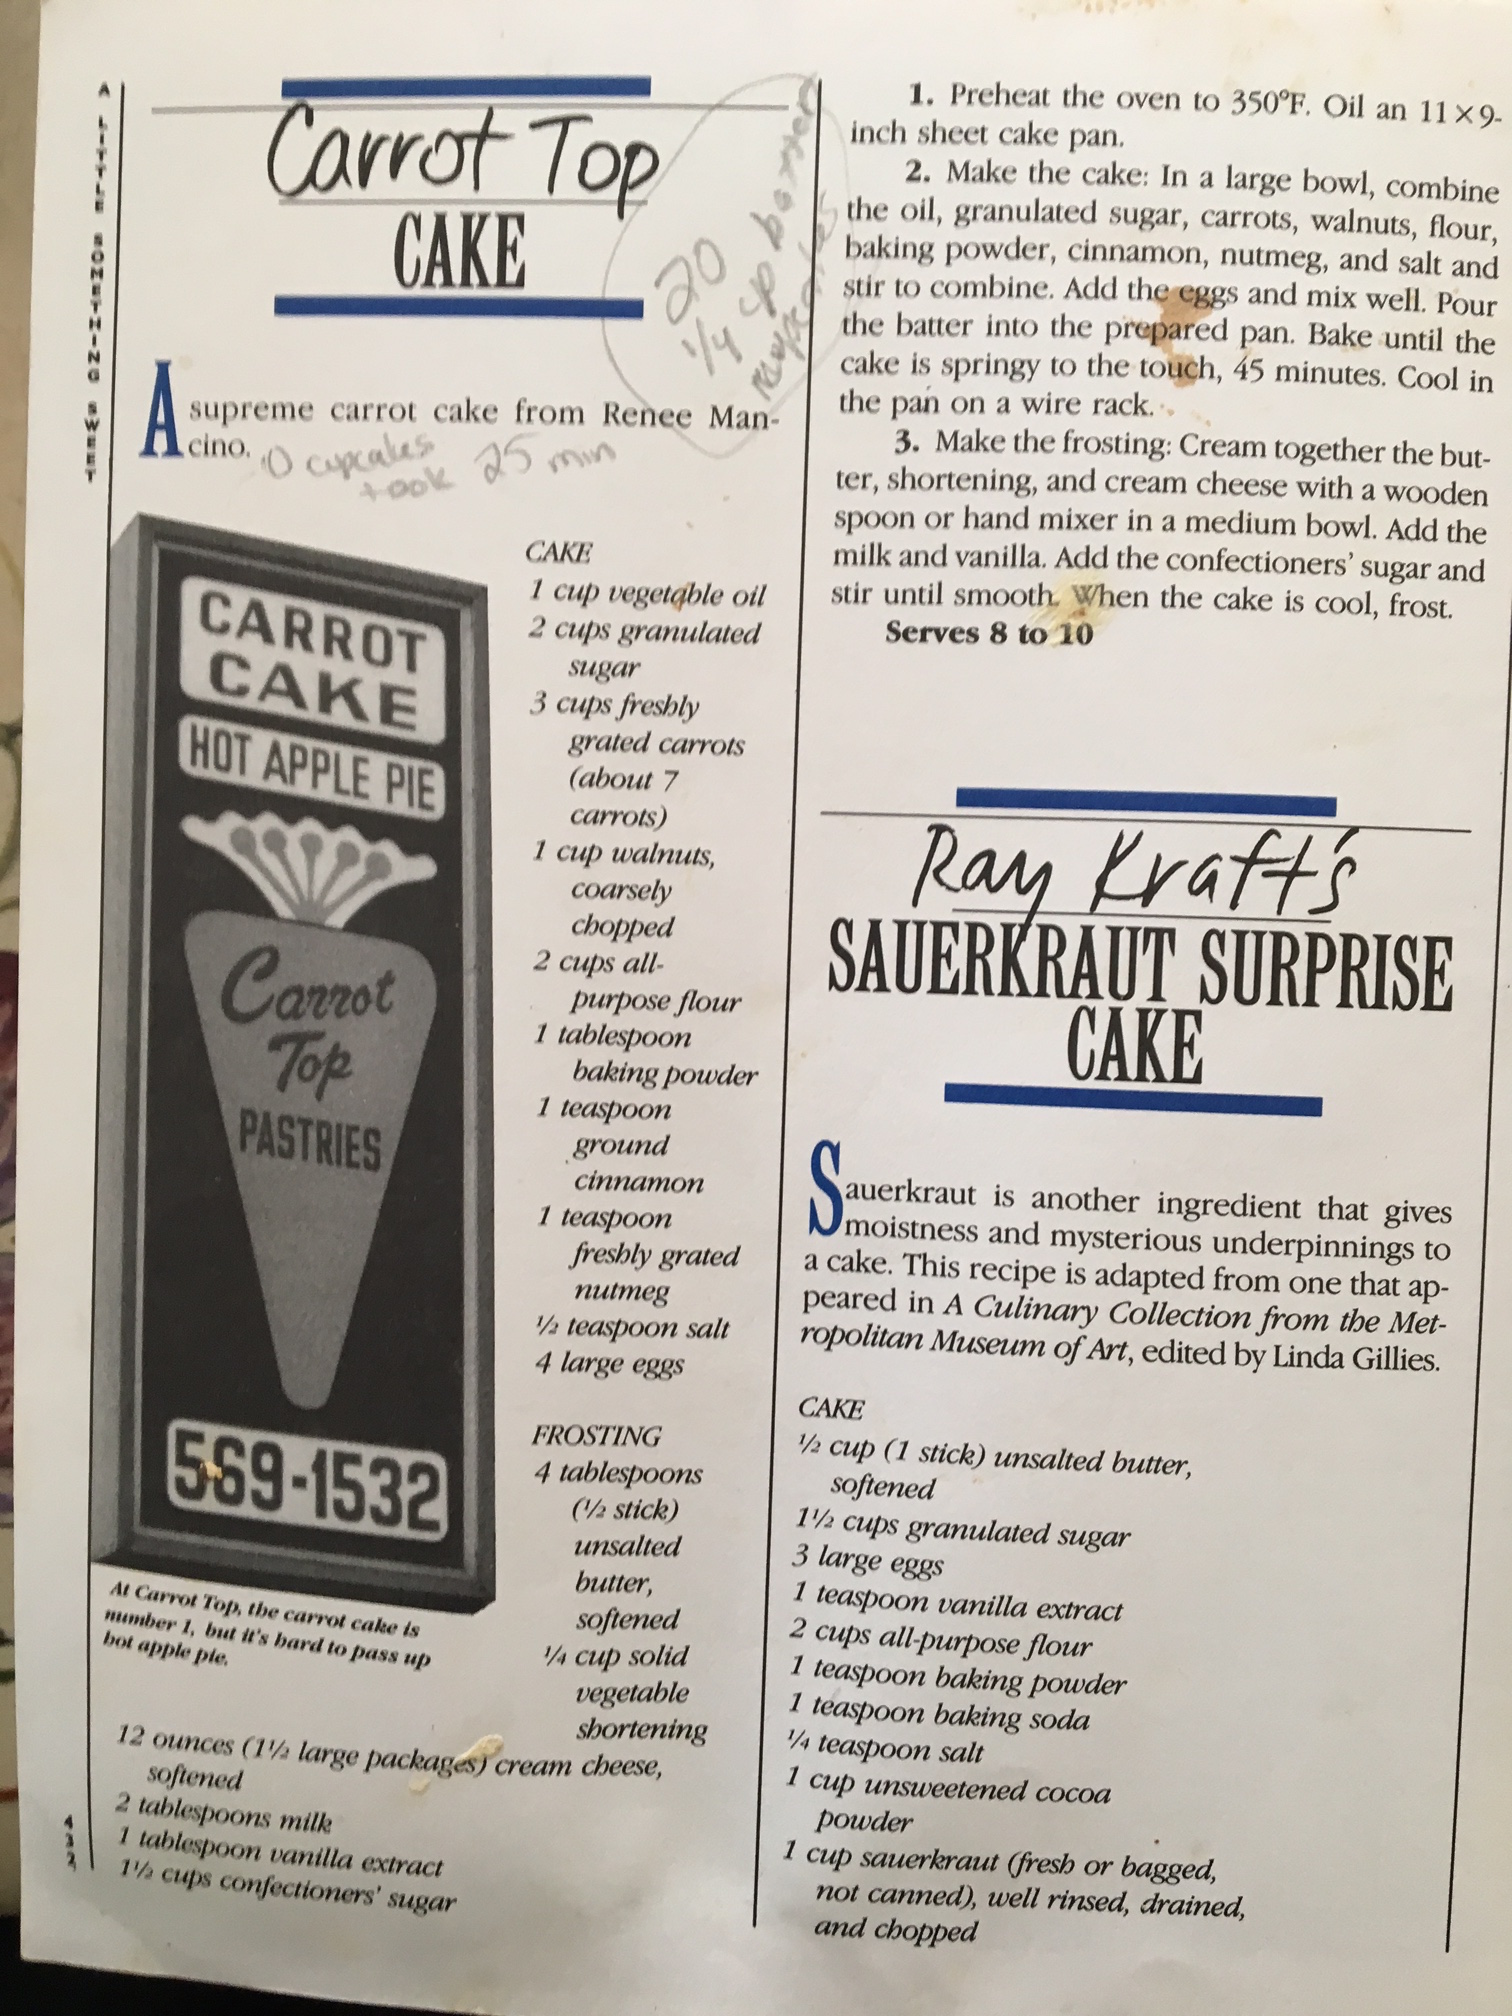 A LITTLE SOMETHING SWEET
Carrot Top
CAKE
20
1/4 cp
A supreme carrot cake from Renee Man-
cino.
cupcakes
took 25 min
CARROT
CAKE
HOT APPLE PIE
Carrot
Top
PASTRIES
569-1532
At Carrot Top, the carrot cake is
number 1, but it's hard to pass up
hot apple pie.
CAKE
1 cup vegetable oil
2 cups granulated
sugar
3 cups freshly
grated carrots
(about 7
carrots)
1 cup walnuts,
coarsely
chopped
2 cups all-
purpose flour
1 tablespoon
baking powder
1 teaspoon
ground
cinnamon
1 teaspoon
freshly grated
nutmeg
½ teaspoon salt
4 large eggs
FROSTING
4 tablespoons
(½ stick)
unsalted
butter,
softened
¼ cup solid
vegetable
shortening
12 ounces (1½ large packages) cream cheese,
softened
2 tablespoons milk
1 tablespoon vanilla extract
1½ cups confectioners' sugar
1. Preheat the oven to 350°F. Oil an 11×9-
inch sheet cake pan.
2. Make the cake: In a large bowl, combine
the oil, granulated sugar, carrots, walnuts, flour,
baking powder, cinnamon, nutmeg, and salt and
stir to combine. Add the eggs and mix well. Pour
the batter into the prepared pan. Bake until the
cake is springy to the touch, 45 minutes. Cool in
the pan on a wire rack.
3. Make the frosting: Cream together the but-
ter, shortening, and cream cheese with a wooden
spoon or hand mixer in a medium bowl. Add the
milk and vanilla. Add the confectioners' sugar and
stir until smooth. When the cake is cool, frost.
Serves 8 to 10
Ray Kraft's
SAUERKRAUT SURPRISE
CAKE
Sauerkraut is another ingredient that gives
moistness and mysterious underpinnings to
a cake. This recipe is adapted from one that ap-
peared in A Culinary Collection from the Met-
ropolitan Museum of Art, edited by Linda Gillies.
CAKE
½ cup (1 stick) unsalted butter,
softened
1½ cups granulated sugar
3 large eggs
1 teaspoon vanilla extract
2 cups all-purpose flour
1 teaspoon baking powder
1 teaspoon baking soda
¼ teaspoon salt
1 cup unsweetened cocoa
powder
1 cup sauerkraut (fresh or bagged,
not canned), well rinsed, drained,
and chopped